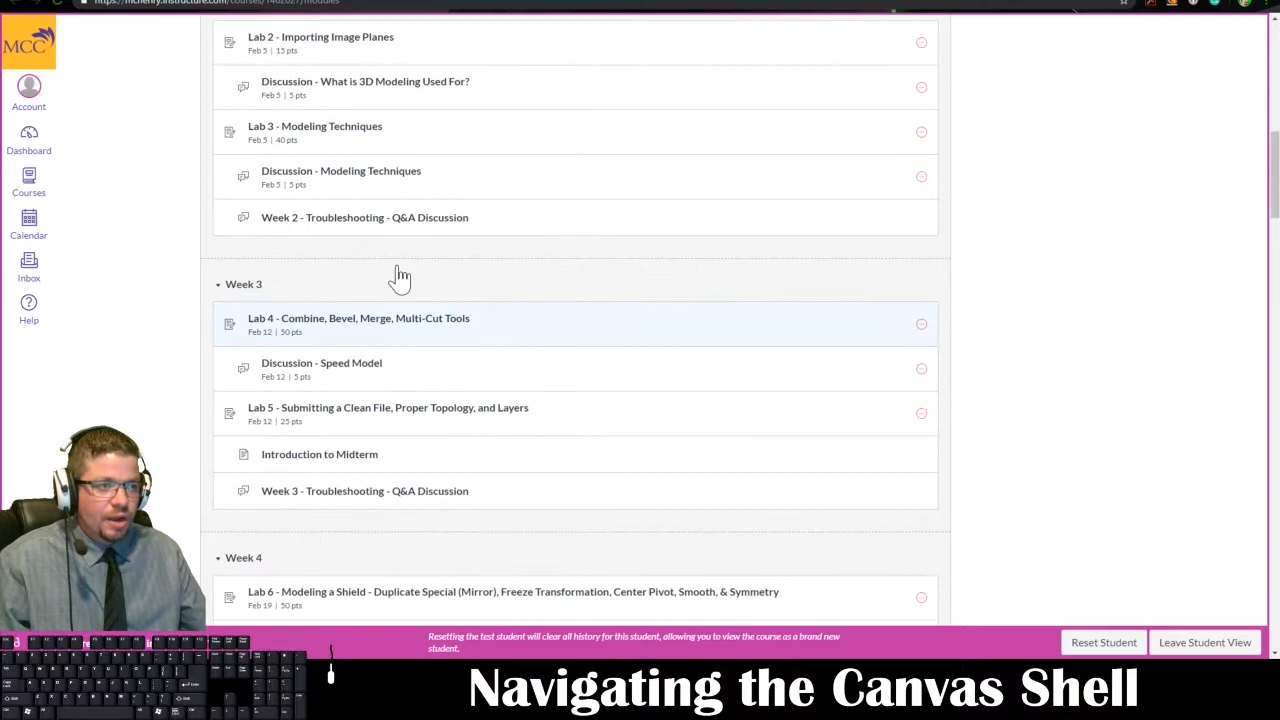 https://mchenry.instructure.com/courses/1462027/modules
MCC
Account
Dashboard
Courses
Calendar
Inbox
Help
Lab 2 - Importing Image Planes
Feb 5 | 15 pts
Discussion - What is 3D Modeling Used For?
Feb 5 | 5 pts
Lab 3 - Modeling Techniques
Feb 5 | 40 pts
Discussion - Modeling Techniques
Feb 5 | 5 pts
Week 2 - Troubleshooting - Q&A Discussion
Week 3
Lab 4 - Combine, Bevel, Merge, Multi-Cut Tools
Feb 12 | 50 pts
Discussion - Speed Model
Feb 12 | 5 pts
Lab 5 - Submitting a Clean File, Proper Topology, and Layers
Feb 12 | 25 pts
Introduction to Midterm
Week 3 - Troubleshooting - Q&A Discussion
Week 4
Lab 6 - Modeling a Shield - Duplicate Special (Mirror), Freeze Transformation, Center Pivot, Smooth, & Symmetry
Feb 19 | 50 pts
Resetting the test student will clear all history for this student, allowing you to view the course as a brand new
student.
Reset Student
Leave Student View
Navigating the Canvas Shell